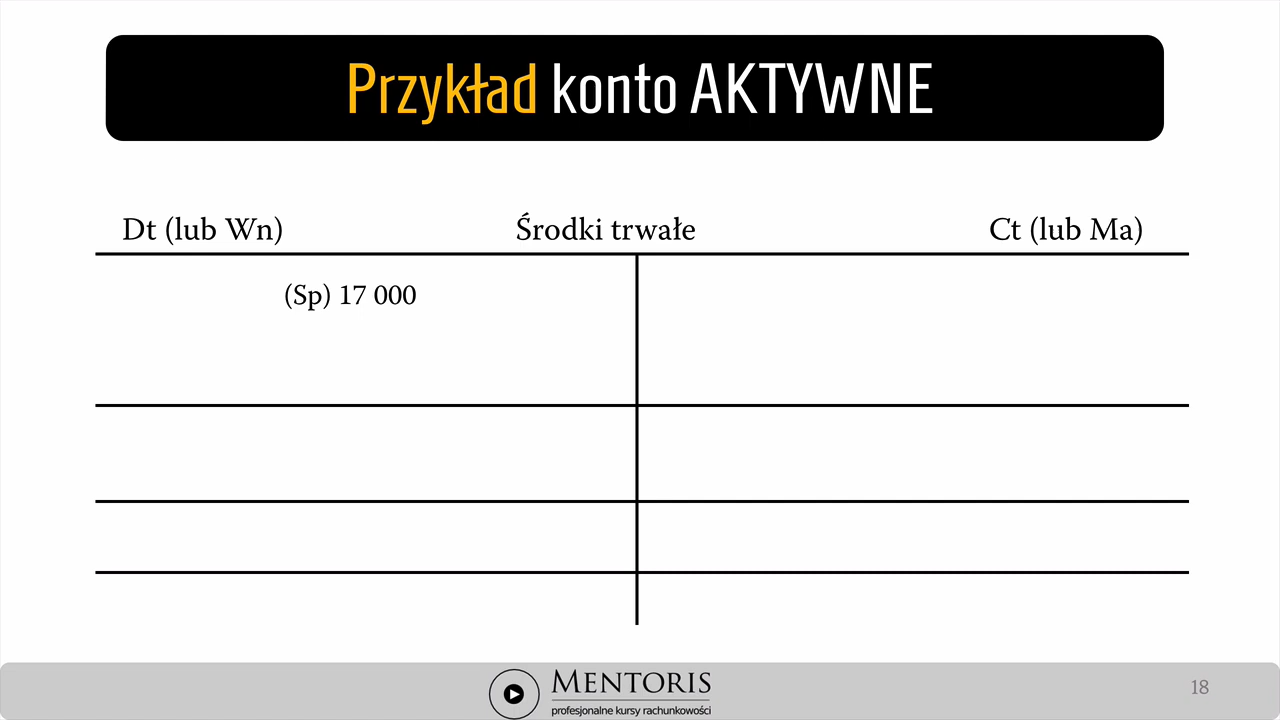 Przykład konto AKTYWNE
Dt (lub Wn) Środki trwałe Ct (lub Ma)
(Sp) 17 000
MENTORIS
profesjonalne kursy rachunkowości
18